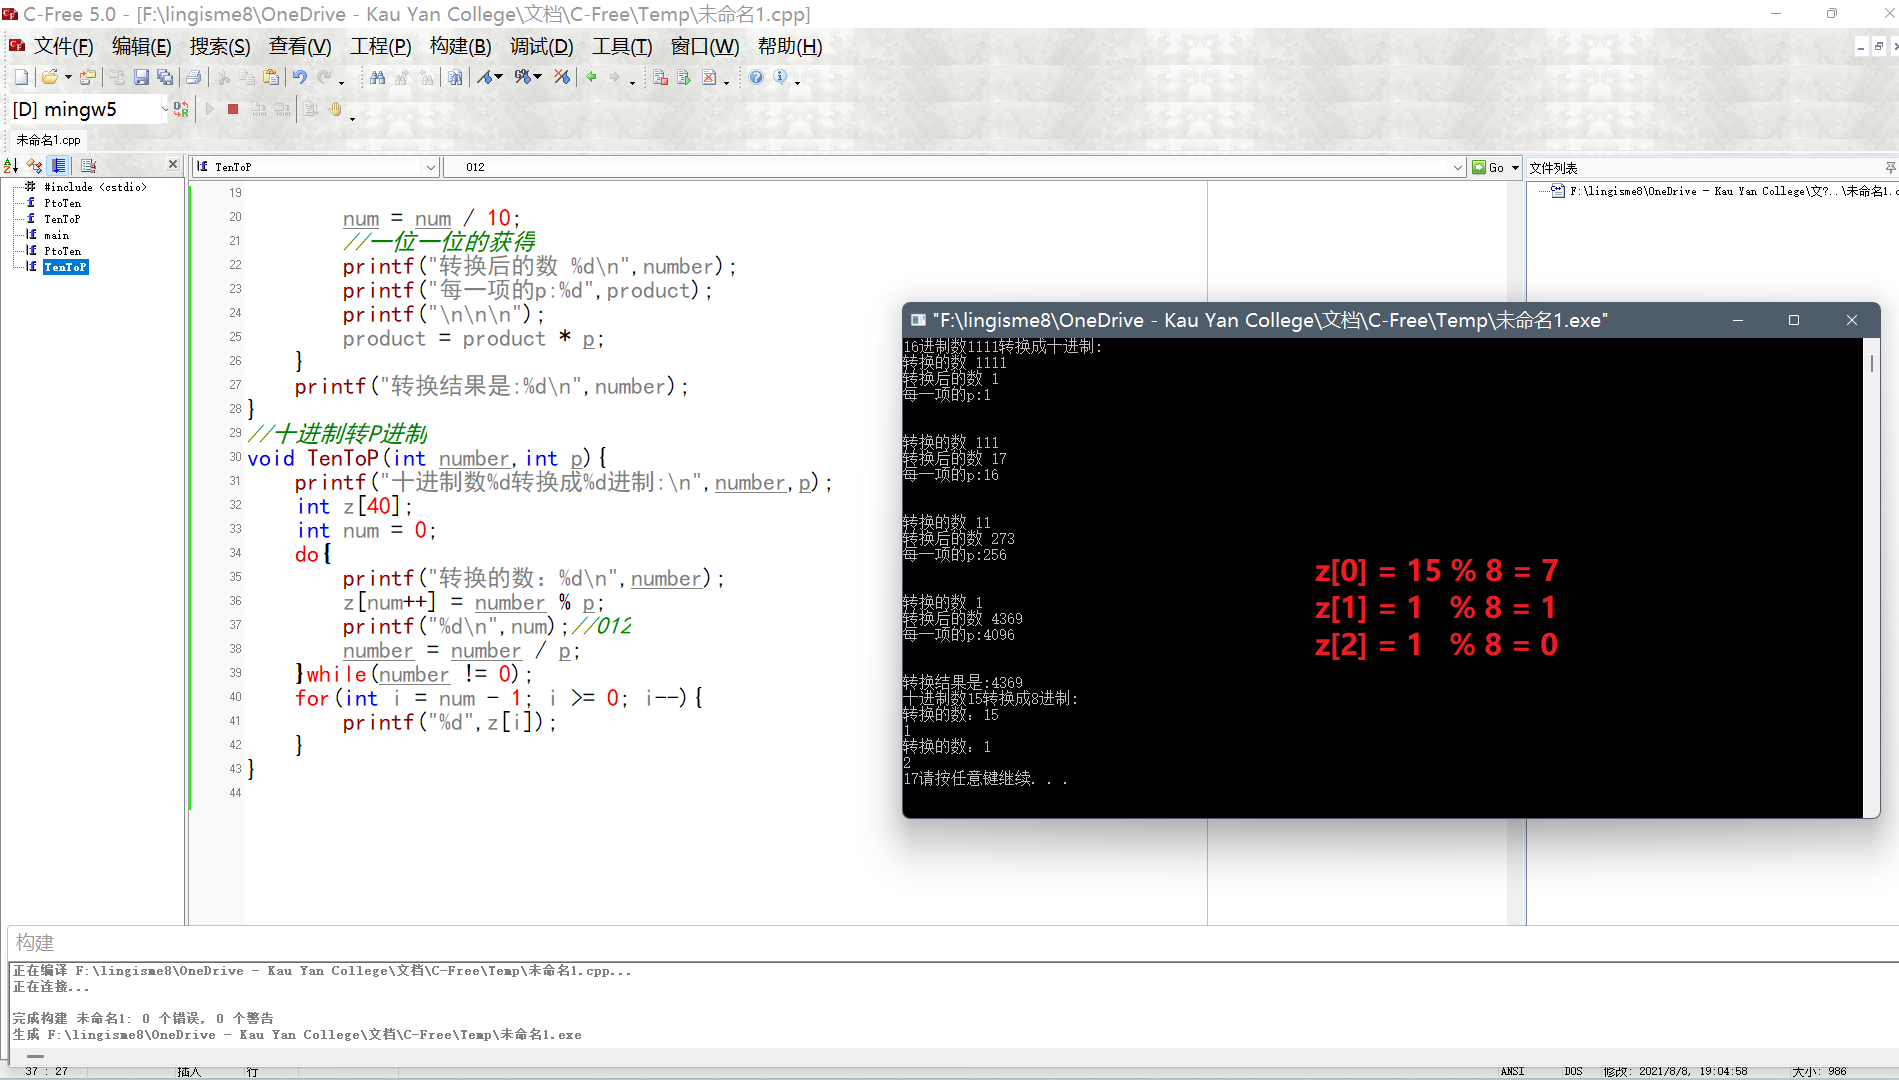 C-Free 5.0 - [F:\lingisme8\OneDrive - Kau Yan College\文档\C-Free\Temp\未命名1.cpp]
文件(F) 编辑(E) 搜索(S) 查看(V) 工程(P) 构建(B) 调试(D) 工具(T) 窗口(W) 帮助(H)
[D] mingw5
未命名1.cpp
TenToP
012
Go
文件列表
#include <cstdio>
PtoTen
TenToP
main
PtoTen
TenToP
F:\lingisme8\OneDrive - Kau Yan College\文?..\未命名1.c
19
20 num = num / 10;
21 //一位一位的获得
22 printf("转换后的数 %d\n",number);
23 printf("每一项的p:%d",product);
24 printf("\n\n\n");
25 product = product * p;
26 }
27 printf("转换结果是:%d\n",number);
28 }
29 //十进制转P进制
30 void TenToP(int number,int p){
31 printf("十进制数%d转换成%d进制:\n",number,p);
32 int z[40];
33 int num = 0;
34 do{
35 printf("转换的数：%d\n",number);
36 z[num++] = number % p;
37 printf("%d\n",num);//012
38 number = number / p;
39 }while(number != 0);
40 for(int i = num - 1; i >= 0; i--){
41 printf("%d",z[i]);
42 }
43 }
44
"F:\lingisme8\OneDrive - Kau Yan College\文档\C-Free\Temp\未命名1.exe"
16进制数1111转换成十进制:
转换的数 1111
转换后的数 1
每一项的p:1
转换的数 111
转换后的数 17
每一项的p:16
转换的数 11
转换后的数 273
每一项的p:256
转换的数 1
转换后的数 4369
每一项的p:4096
转换结果是:4369
十进制数15转换成8进制:
转换的数：15
1
转换的数：1
2
17请按任意键继续. . .
z[0] = 15 % 8 = 7
z[1] = 1 % 8 = 1
z[2] = 1 % 8 = 0
构建
正在编译 F:\lingisme8\OneDrive - Kau Yan College\文档\C-Free\Temp\未命名1.cpp...
正在连接...
完成构建 未命名1: 0 个错误, 0 个警告
生成 F:\lingisme8\OneDrive - Kau Yan College\文档\C-Free\Temp\未命名1.exe
37 : 27 插入 行 ANSI DOS 修改: 2021/8/8, 19:04:58 大小: 986